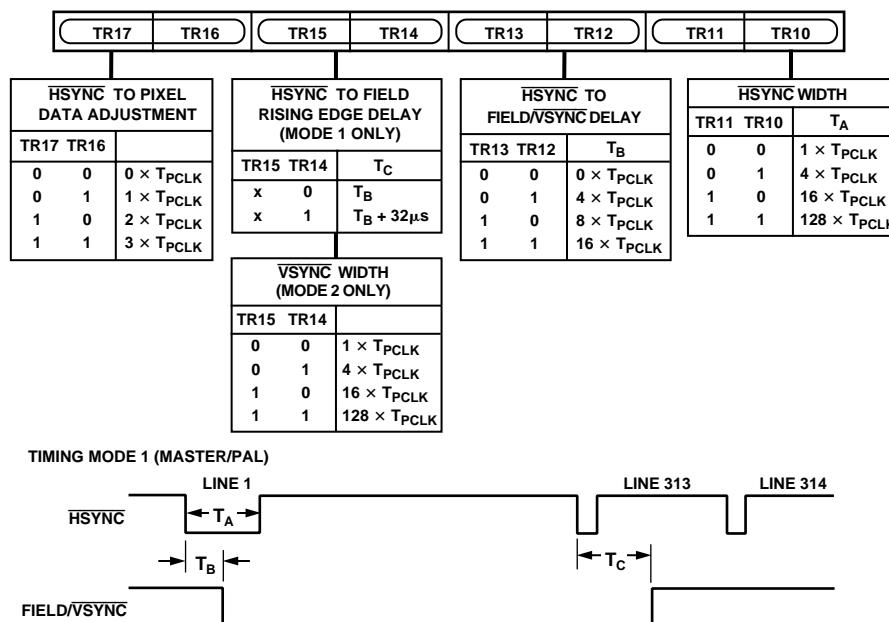 TR17 TR16 TR15 TR14 TR13 TR12 TR11 TR10
HSYNC TO PIXEL
DATA ADJUSTMENT
TR17 TR16
0 0 0 × TPCLK
0 1 1 × TPCLK
1 0 2 × TPCLK
1 1 3 × TPCLK
HSYNC TO FIELD
RISING EDGE DELAY
(MODE 1 ONLY)
TR15 TR14 TC
x 0 TB
x 1 TB + 32µs
VSYNC WIDTH
(MODE 2 ONLY)
TR15 TR14
0 0 1 × TPCLK
0 1 4 × TPCLK
1 0 16 × TPCLK
1 1 128 × TPCLK
HSYNC TO
FIELD/VSYNC DELAY
TR13 TR12 TB
0 0 0 × TPCLK
0 1 4 × TPCLK
1 0 8 × TPCLK
1 1 16 × TPCLK
HSYNC WIDTH
TR11 TR10 TA
0 0 1 × TPCLK
0 1 4 × TPCLK
1 0 16 × TPCLK
1 1 128 × TPCLK
TIMING MODE 1 (MASTER/PAL)
LINE 1 LINE 313 LINE 314
HSYNC
TA
TB
TC
FIELD/VSYNC